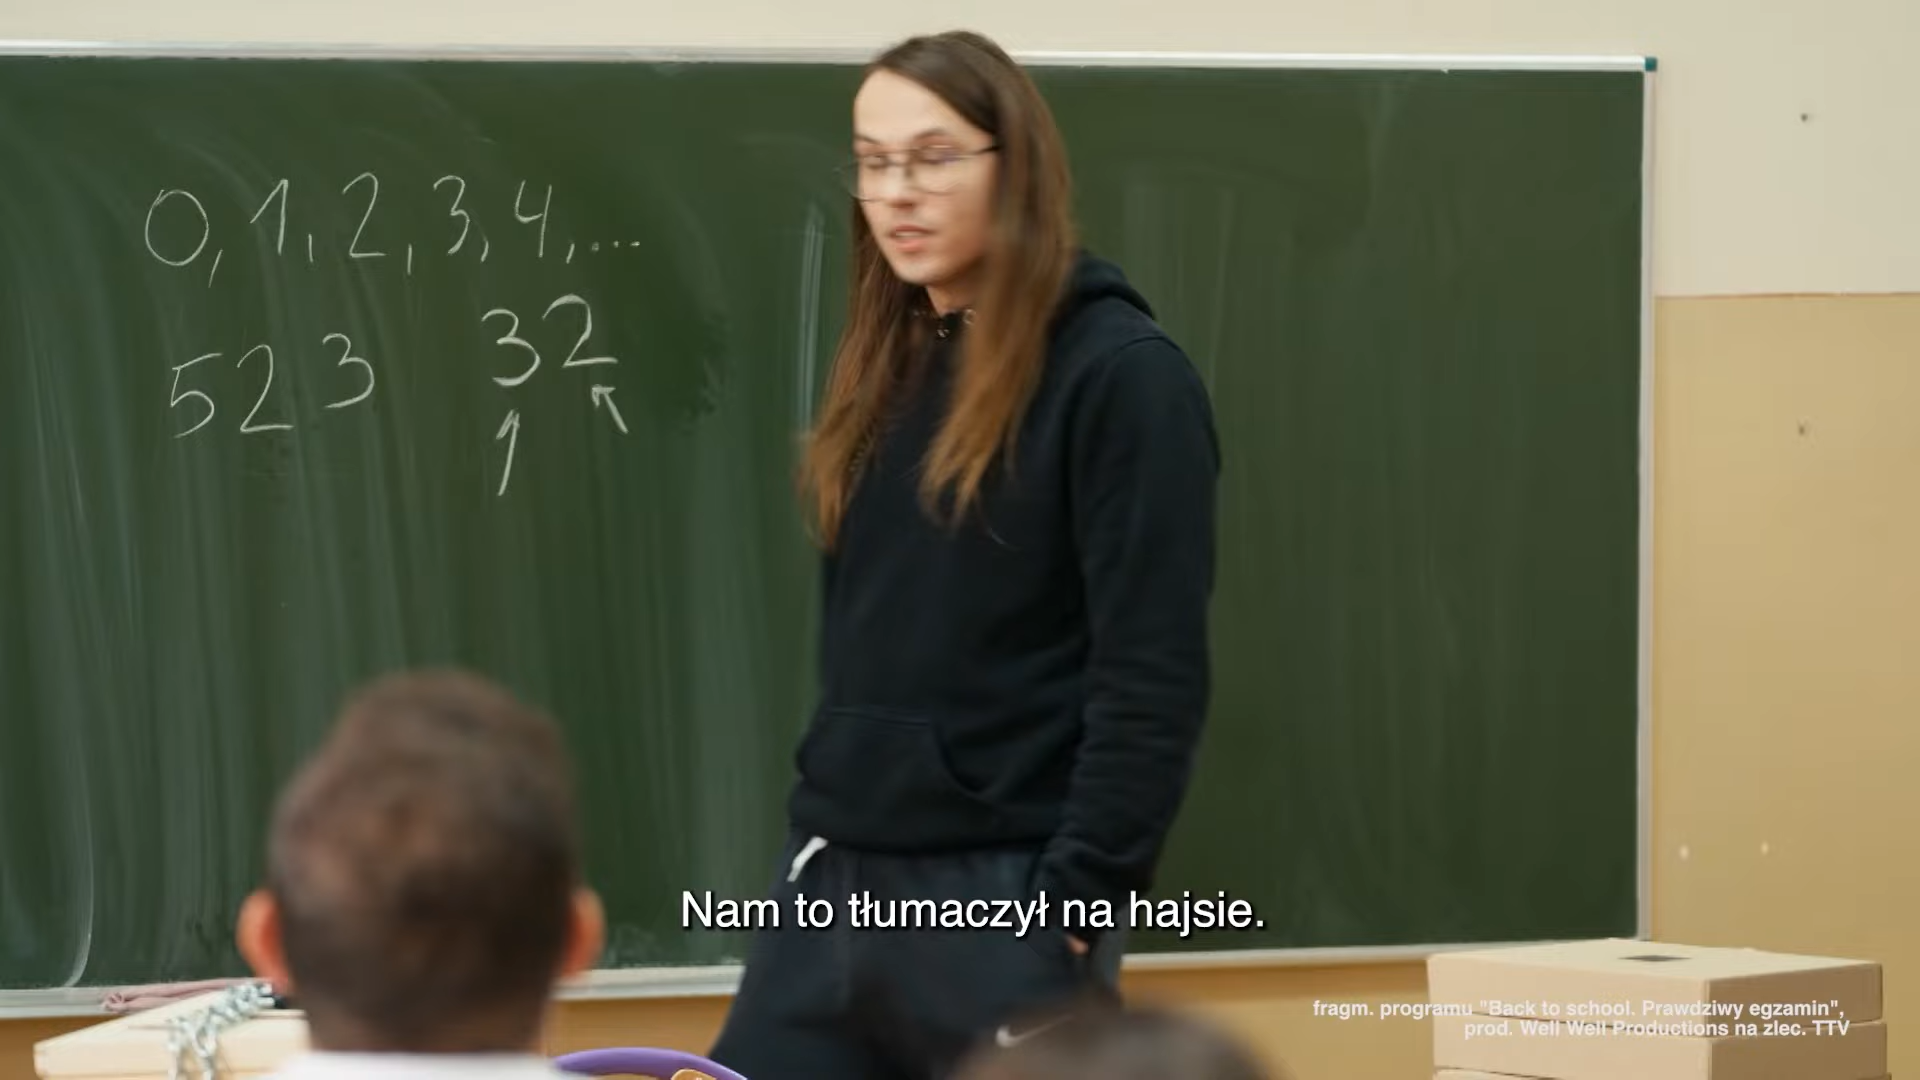 0, 1, 2, 3, 4, ...
523 32
Nam to tłumaczył na hajsie.
fragm. programu "Back to school. Prawdziwy egzamin",
prod. Well Well Productions na zlec. TTV